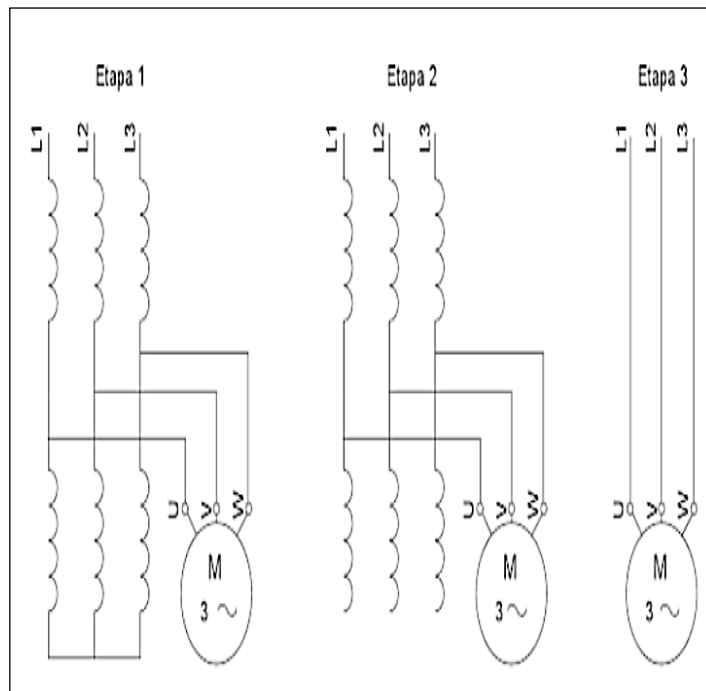 Etapa 1
Etapa 2
Etapa 3
L1 L2 L3
L1 L2 L3
L1 L2 L3
U V W
U V W
U V W
M
3 ~
M
3 ~
M
3 ~